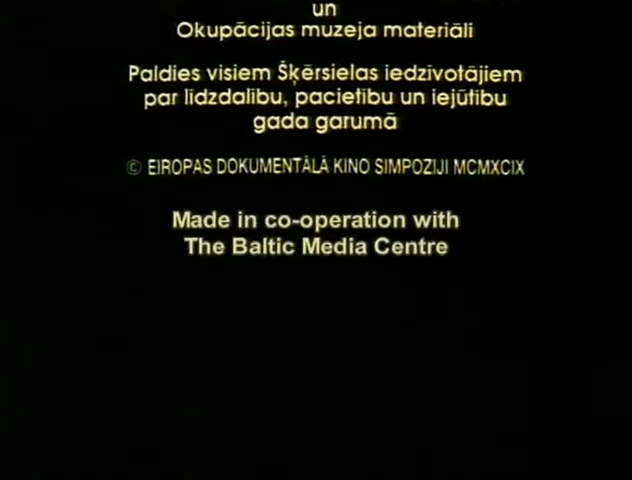 un
Okupācijas muzeja materiāli
Paldies visiem Šķērsielas iedzīvotājiem
par līdzdalību, pacietību un iejūtību
gada garumā
© EIROPAS DOKUMENTĀLĀ KINO SIMPOZIJI MCMXCIX
Made in co-operation with
The Baltic Media Centre